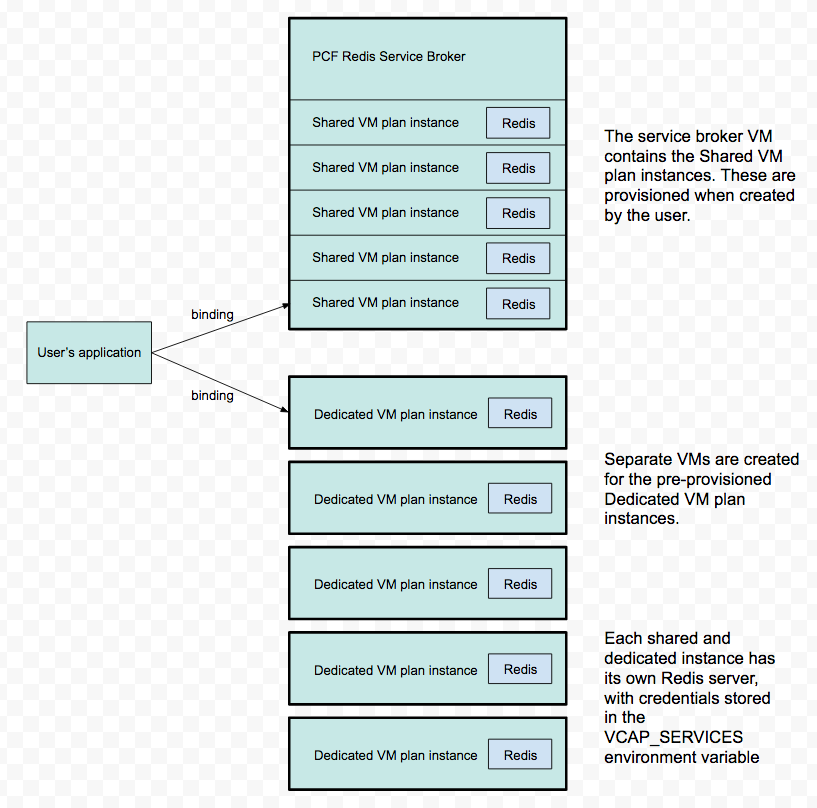 PCF Redis Service Broker
Shared VM plan instance
Redis
Shared VM plan instance
Redis
Shared VM plan instance
Redis
Shared VM plan instance
Redis
Shared VM plan instance
Redis
The service broker VM
contains the Shared VM
plan instances. These are
provisioned when created
by the user.
binding
User's application
binding
Dedicated VM plan instance
Redis
Dedicated VM plan instance
Redis
Dedicated VM plan instance
Redis
Dedicated VM plan instance
Redis
Dedicated VM plan instance
Redis
Separate VMs are created
for the pre-provisioned
Dedicated VM plan
instances.
Each shared and
dedicated instance has
its own Redis server,
with credentials stored
in the
VCAP_SERVICES
environment variable